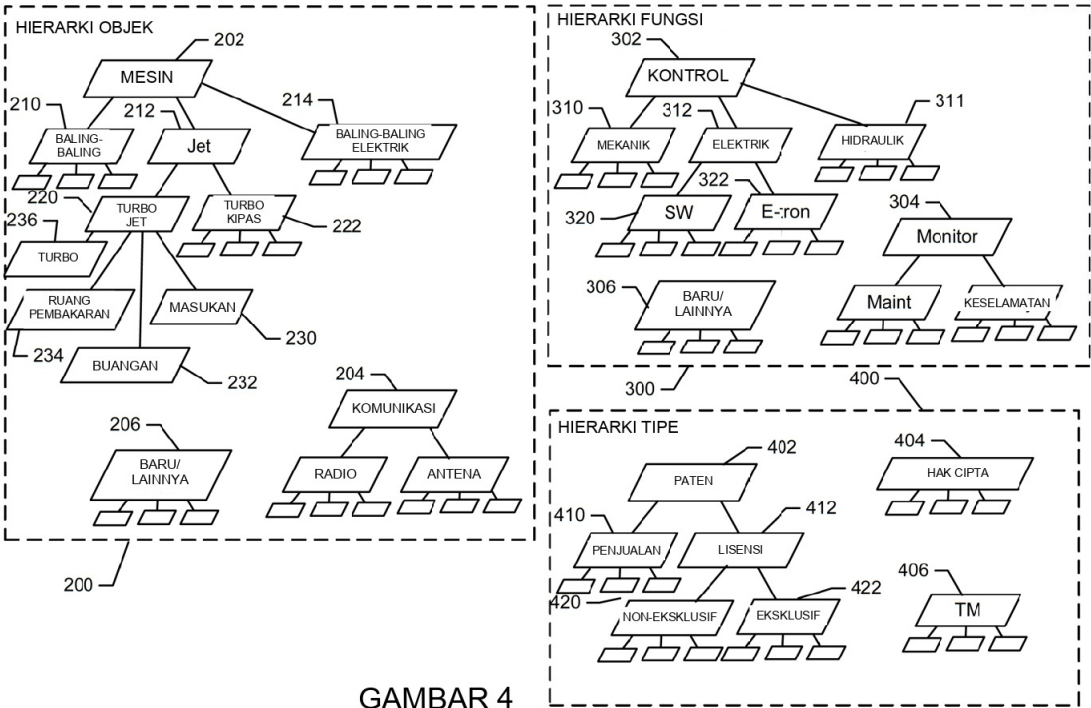 HIERARKI OBJEK
202
MESIN
210
212
214
BALING-
BALING
Jet
BALING-BALING
ELEKTRIK
220
TURBO
JET
TURBO
KIPAS
222
236
TURBO
RUANG
PEMBAKARAN
234
MASUKAN
230
BUANGAN
232
204
KOMUNIKASI
RADIO
ANTENA
206
BARU/
LAINNYA
200
HIERARKI FUNGSI
302
KONTROL
310
312
311
MEKANIK
ELEKTRIK
HIDRAULIK
320
322
SW
E-tron
304
Monitor
306
BARU/
LAINNYA
Maint
KESELAMATAN
300
400
HIERARKI TIPE
402
PATEN
404
HAK CIPTA
410
412
PENJUALAN
LISENSI
420
422
NON-EKSKLUSIF
EKSKLUSIF
406
TM
GAMBAR 4